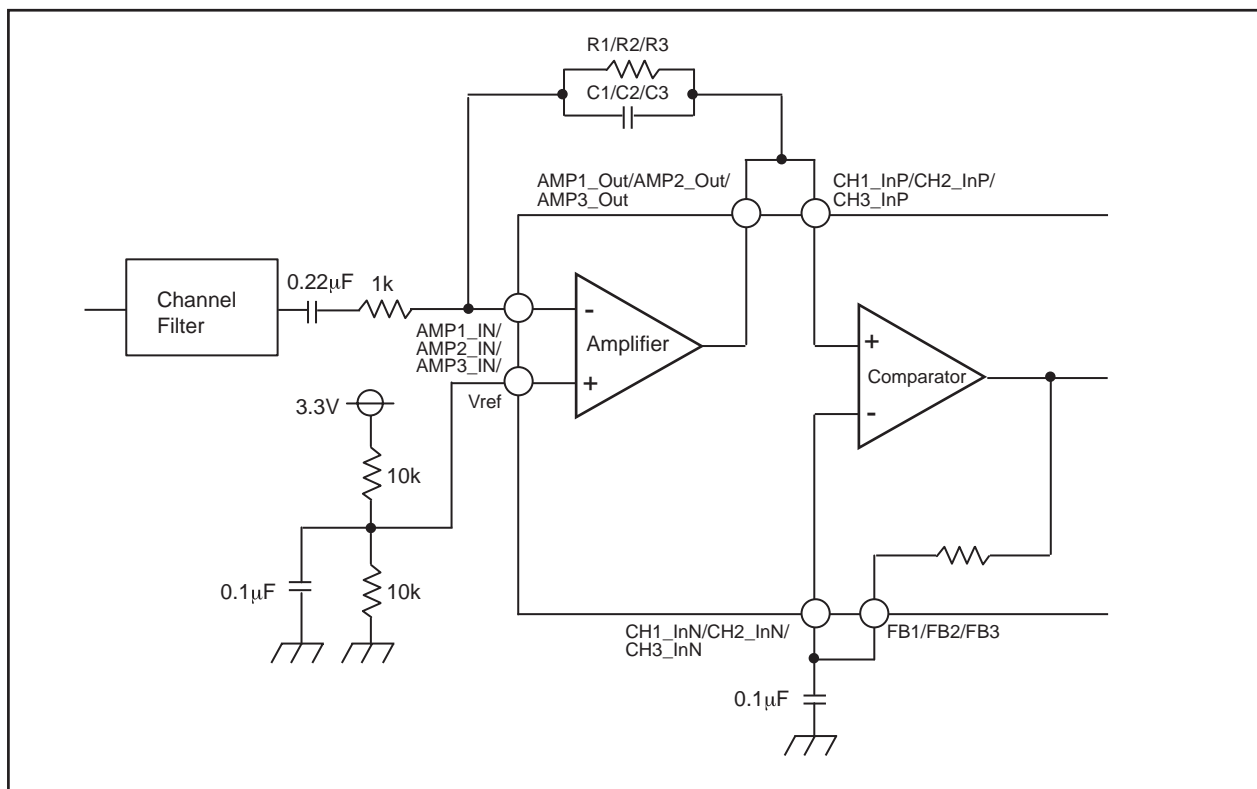 R1/R2/R3
C1/C2/C3
AMP1_Out/AMP2_Out/
AMP3_Out
CH1_InP/CH2_InP/
CH3_InP
Channel
Filter
0.22μF
1k
AMP1_IN/
AMP2_IN/
AMP3_IN/
-
Amplifier
+
Vref
+
Comparator
-
3.3V
10k
10k
0.1μF
CH1_InN/CH2_InN/
CH3_InN
FB1/FB2/FB3
0.1μF